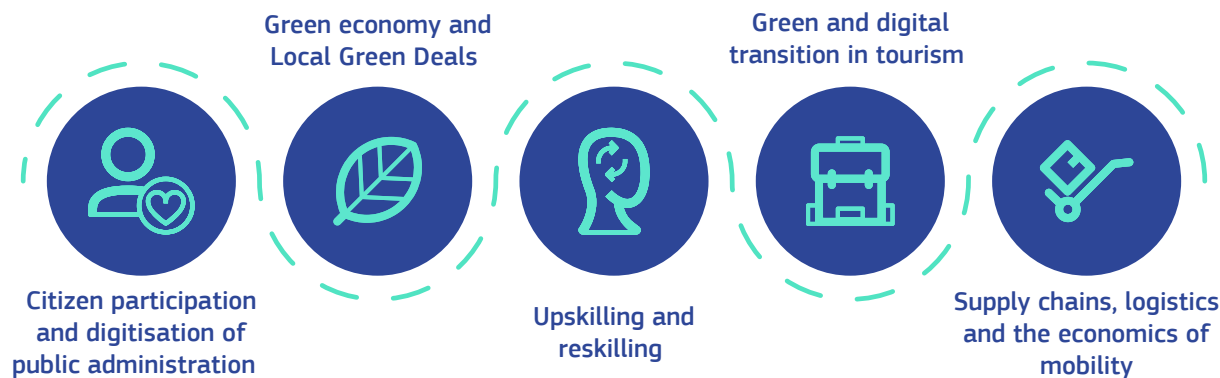 Green economy and
Local Green Deals
Green and digital
transition in tourism
Citizen participation
and digitisation of
public administration
Upskilling and
reskilling
Supply chains, logistics
and the economics of
mobility